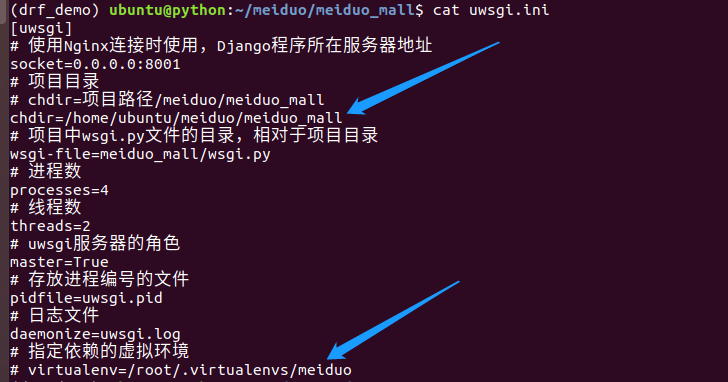 (drf_demo) ubuntu@python:~/meiduo/meiduo_mall$ cat uwsgi.ini
[uwsgi]
# 使用Nginx连接时使用，Django程序所在服务器地址
socket=0.0.0.0:8001
# 项目目录
# chdir=项目路径/meiduo/meiduo_mall
chdir=/home/ubuntu/meiduo/meiduo_mall
# 项目中wsgi.py文件的目录，相对于项目目录
wsgi-file=meiduo_mall/wsgi.py
# 进程数
processes=4
# 线程数
threads=2
# uwsgi服务器的角色
master=True
# 存放进程编号的文件
pidfile=uwsgi.pid
# 日志文件
daemonize=uwsgi.log
# 指定依赖的虚拟环境
# virtualenv=/root/.virtualenvs/meiduo